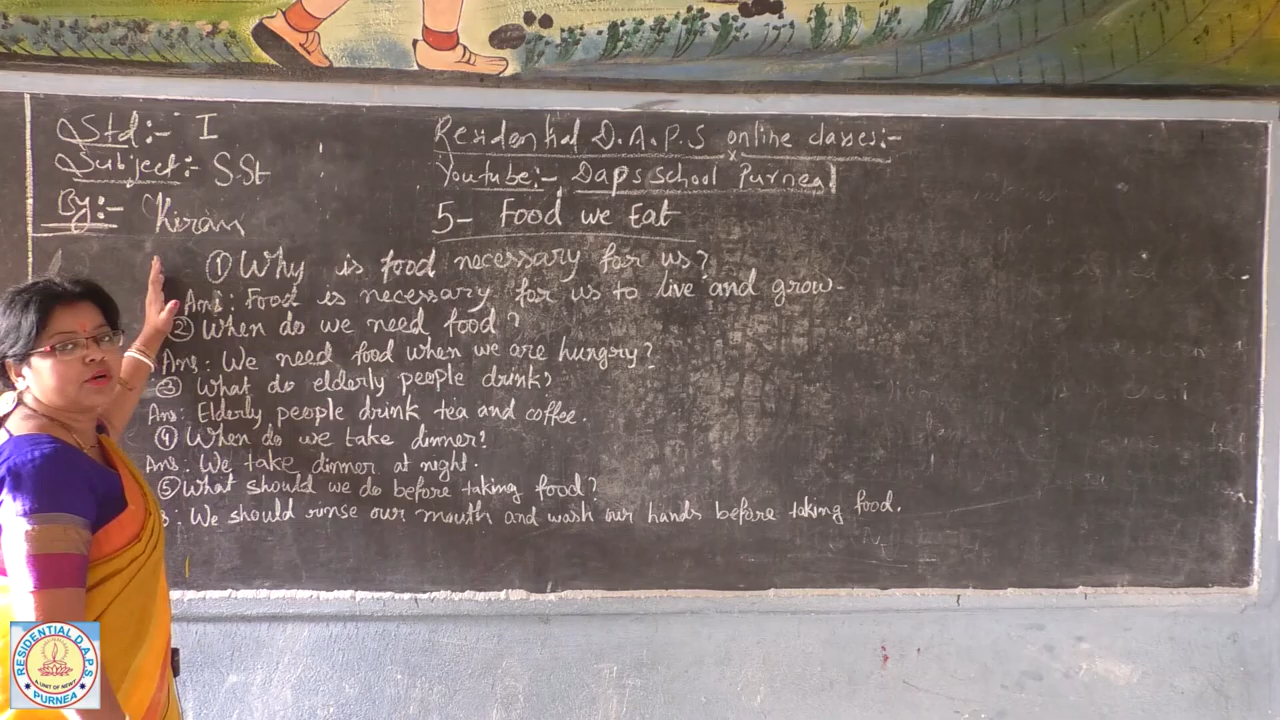 Std:- I
Subject:- S.St
By:- Kiran
Residential D.A.P.S online classes:-
Youtube:- Daps school Purnea
5- Food we Eat
① Why is food necessary for us?
Ans: Food is necessary for us to live and grow-
② When do we need food?
Ans: We need food when we are hungry?
③ What do elderly people drink?
Ans: Elderly people drink tea and coffee.
④ When do we take dinner?
Ans: We take dinner at night.
⑤ What should we do before taking food?
: We should rinse our mouth and wash our hands before taking food.
RESIDENTIAL D.A.P.S
PURNEA